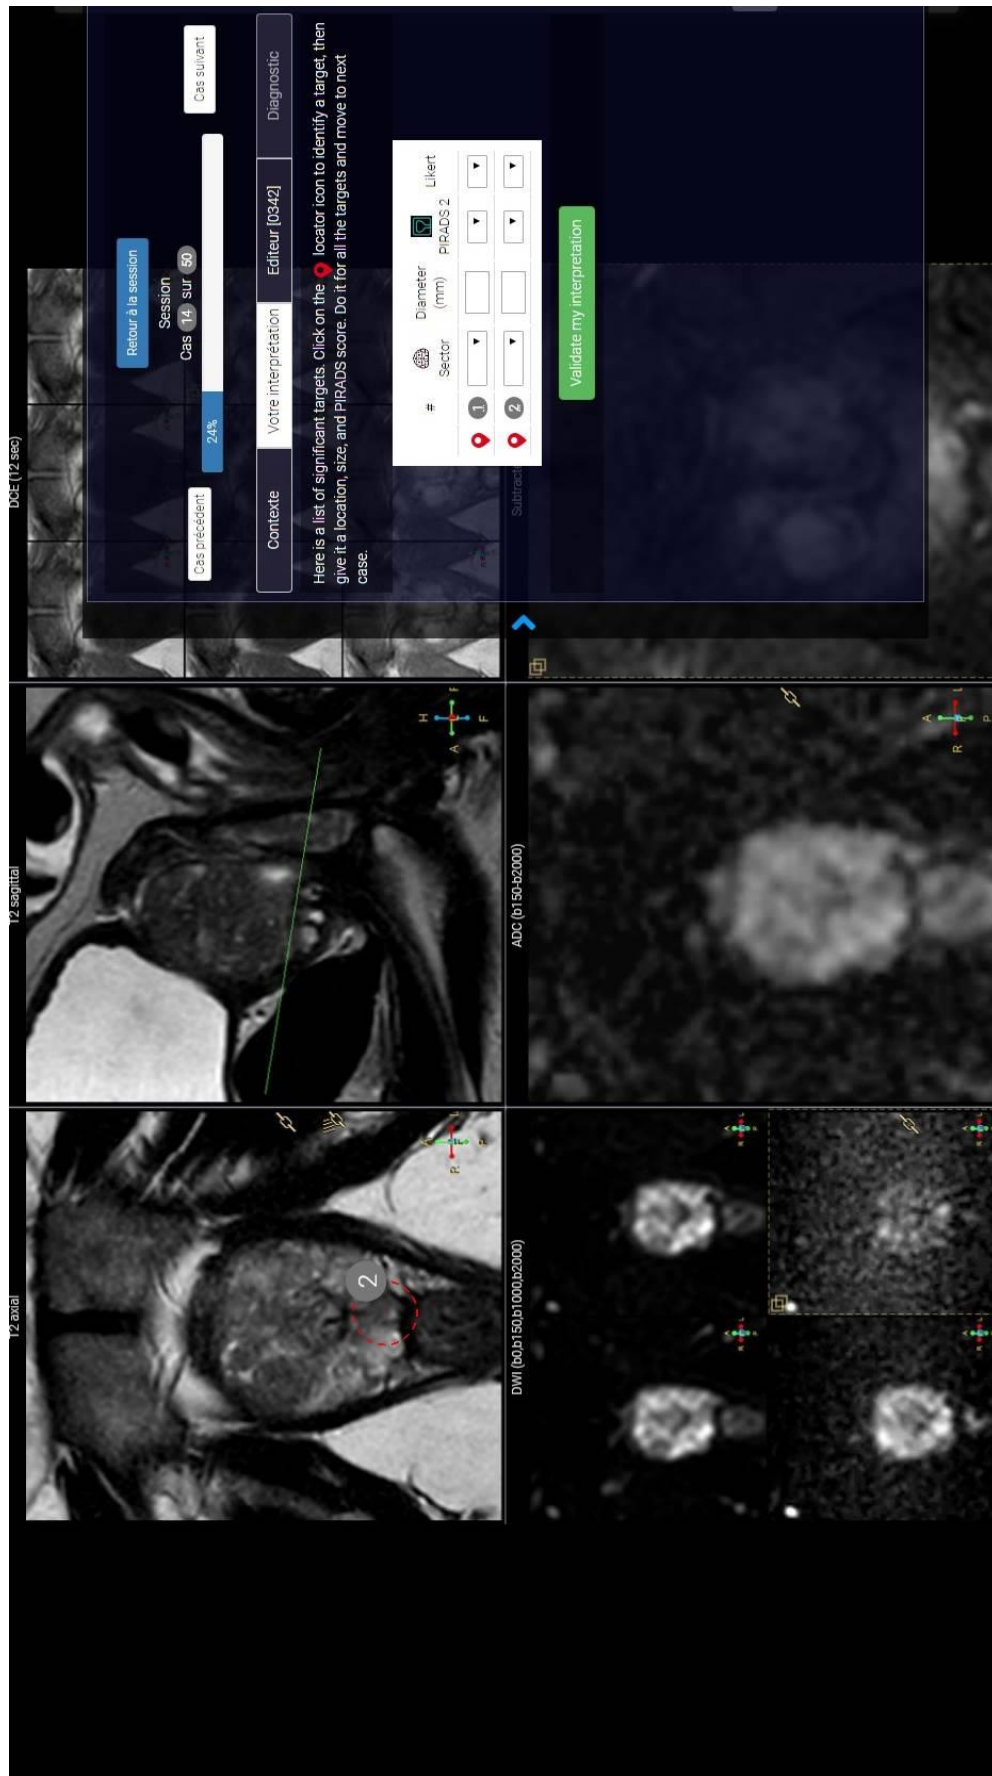 T2 axial
T2 sagittal
DCE (12 sec)
2
A
R
L
P
H
A
F
Retour à la session
Session
Cas 14 sur 50
Cas précédent
Cas suivant
24%
Contexte
Votre interprétation
Editeur [0342]
Diagnostic
Here is a list of significant targets. Click on the locator icon to identify a target, then
give it a location, size, and PIRADS score. Do it for all the targets and move to next
case.
# Sector Diameter (mm) PIRADS 2 Likert
1
2
Validate my interpretation
DWI (b0,b150,b1000,b2000)
ADC (b150-b2000)
Subtracte
A
R
L
P